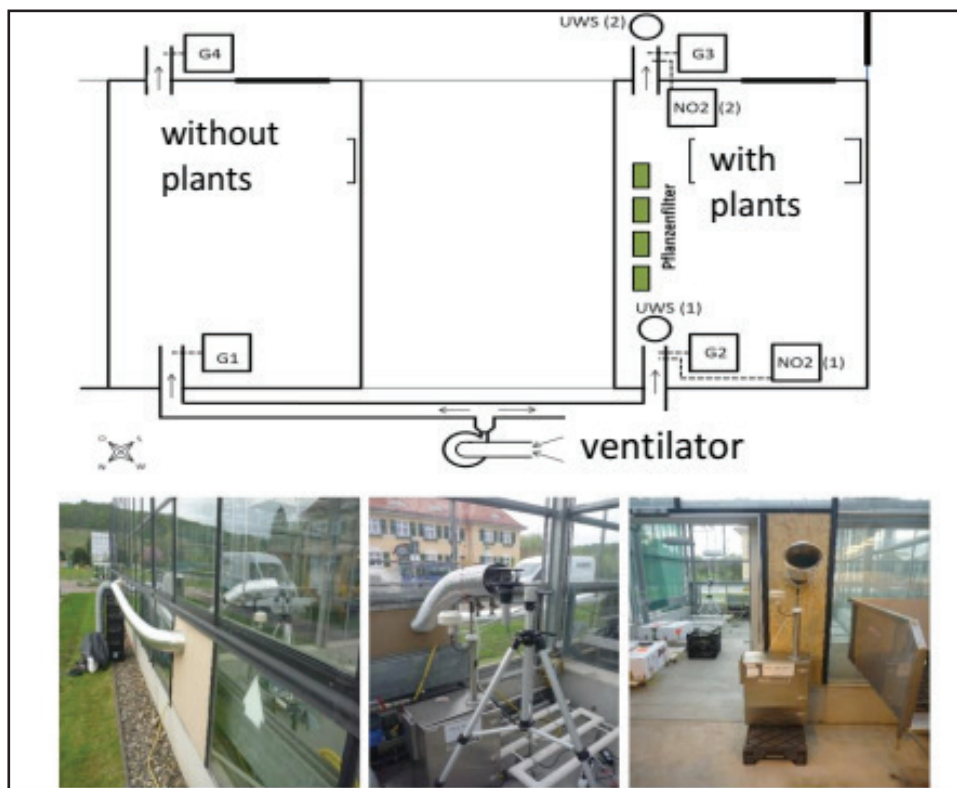 UWS (2)
G4
G3
NO2 (2)
without
plants
with
plants
Pflanzenfilter
UWS (1)
G1
G2
NO2 (1)
ventilator
O
S
N
W